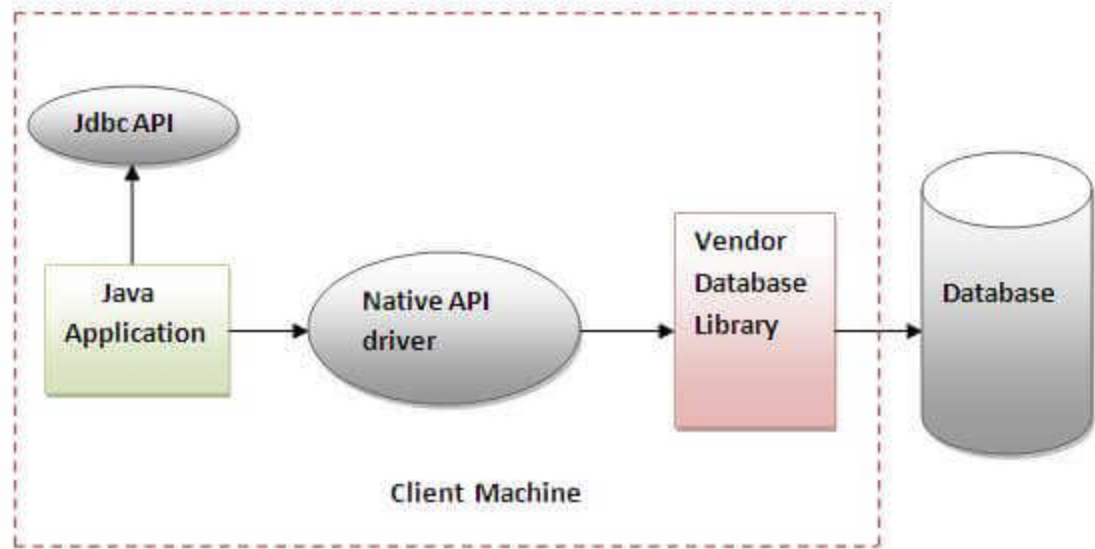 Jdbc API
Java
Application
Native API
driver
Vendor
Database
Library
Database
Client Machine